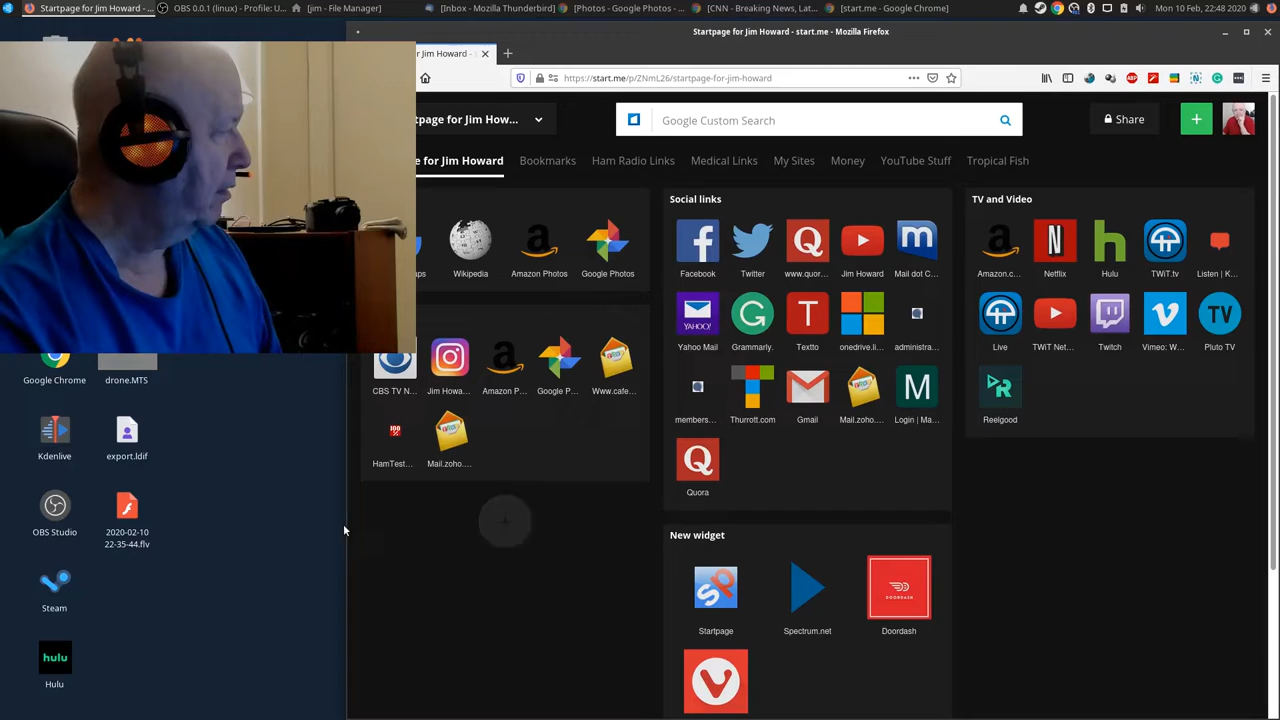 Startpage for Jim Howard - ...
OBS 0.0.1 (linux) - Profile: U...
[jim - File Manager]
[Inbox - Mozilla Thunderbird]
[Photos - Google Photos - ...
[CNN - Breaking News, Lat...
[start.me - Google Chrome]
Mon 10 Feb, 22:48 2020
Startpage for Jim Howard - start.me - Mozilla Firefox
r Jim Howard -
https://start.me/p/ZNmL26/startpage-for-jim-howard
tpage for Jim How...
Google Custom Search
Share
e for Jim Howard
Bookmarks
Ham Radio Links
Medical Links
My Sites
Money
YouTube Stuff
Tropical Fish
Social links
TV and Video
aps
Wikipedia
Amazon Photos
Google Photos
Facebook
Twitter
www.quor...
Jim Howard
Mail dot C...
Amazon.c...
Netflix
Hulu
TWiT.tv
Listen | K...
Yahoo Mail
Grammarly.
Textto
onedrive.li...
administra...
Live
TWiT Net...
Twitch
Vimeo: W...
Pluto TV
CBS TV N...
Jim Howa...
Amazon P...
Google P...
Www.cafe...
members...
Thurrott.com
Gmail
Mail.zoho....
Login | Ma...
Reelgood
HamTest...
Mail.zoho....
Quora
New widget
Startpage
Spectrum.net
Doordash
DOORDASH
Google Chrome
drone.MTS
Kdenlive
export.ldif
OBS Studio
2020-02-10
22-35-44.flv
Steam
hulu
Hulu